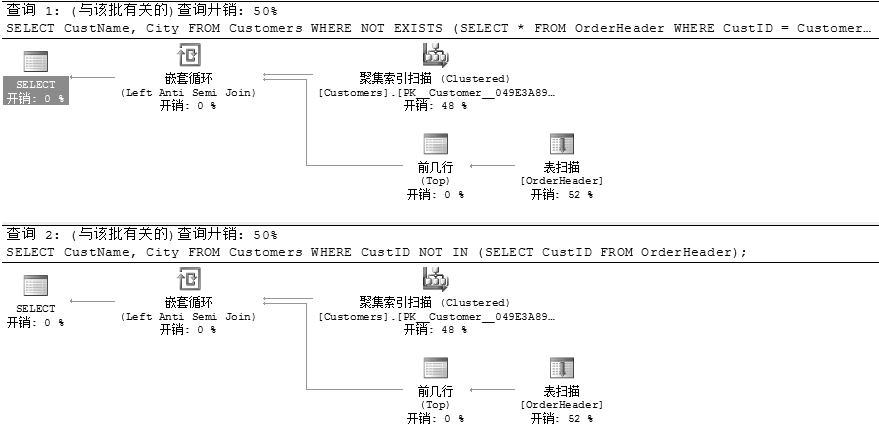 查询 1: (与该批有关的)查询开销: 50%
SELECT CustName, City FROM Customers WHERE NOT EXISTS (SELECT * FROM OrderHeader WHERE CustID = Customer…
SELECT
开销: 0 %
嵌套循环
(Left Anti Semi Join)
开销: 0 %
聚集索引扫描 (Clustered)
[Customers].[PK__Customer__049E3A89…
开销: 48 %
前几行
(Top)
开销: 0 %
表扫描
[OrderHeader]
开销: 52 %
查询 2: (与该批有关的)查询开销: 50%
SELECT CustName, City FROM Customers WHERE CustID NOT IN (SELECT CustID FROM OrderHeader);
SELECT
开销: 0 %
嵌套循环
(Left Anti Semi Join)
开销: 0 %
聚集索引扫描 (Clustered)
[Customers].[PK__Customer__049E3A89…
开销: 48 %
前几行
(Top)
开销: 0 %
表扫描
[OrderHeader]
开销: 52 %